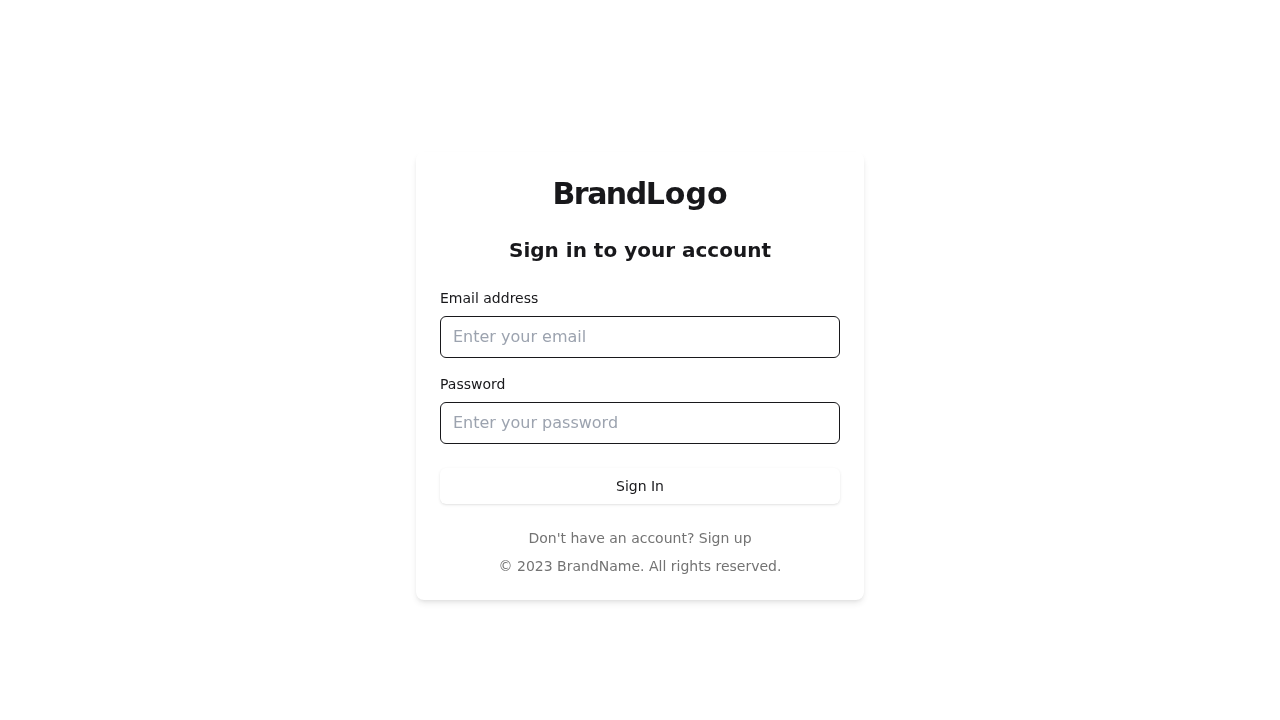 BrandLogo
Sign in to your account
Email address
Enter your email
Password
Enter your password
Sign In
Don't have an account? Sign up
© 2023 BrandName. All rights reserved.